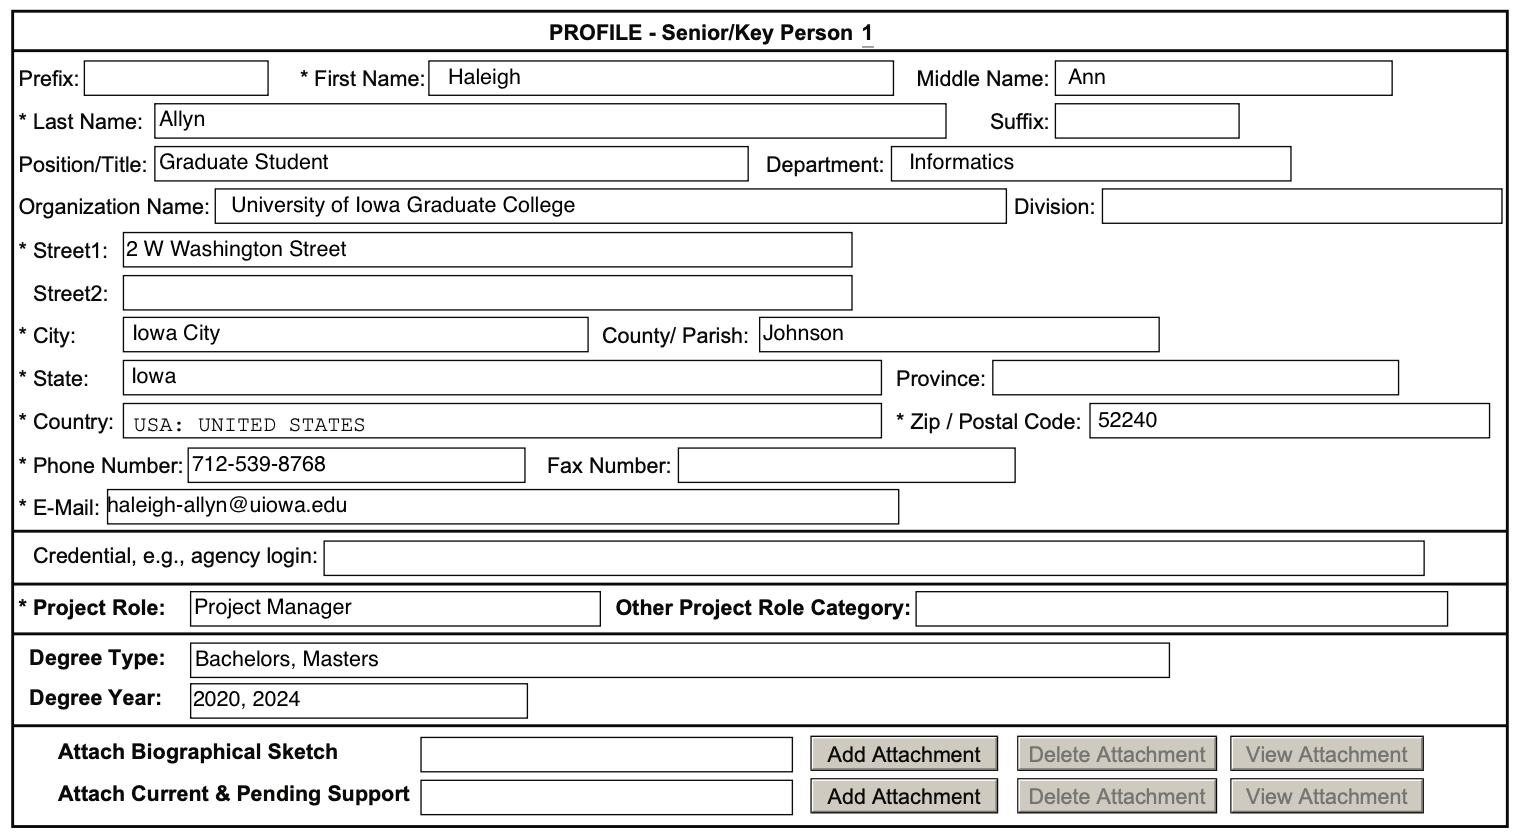 PROFILE - Senior/Key Person 1
Prefix: * First Name: Haleigh Middle Name: Ann
* Last Name: Allyn Suffix:
Position/Title: Graduate Student Department: Informatics
Organization Name: University of Iowa Graduate College Division:
* Street1: 2 W Washington Street
Street2:
* City: Iowa City County/ Parish: Johnson
* State: Iowa Province:
* Country: USA: UNITED STATES * Zip / Postal Code: 52240
* Phone Number: 712-539-8768 Fax Number:
* E-Mail: haleigh-allyn@uiowa.edu
Credential, e.g., agency login:
* Project Role: Project Manager Other Project Role Category:
Degree Type: Bachelors, Masters
Degree Year: 2020, 2024
Attach Biographical Sketch Add Attachment Delete Attachment View Attachment
Attach Current & Pending Support Add Attachment Delete Attachment View Attachment